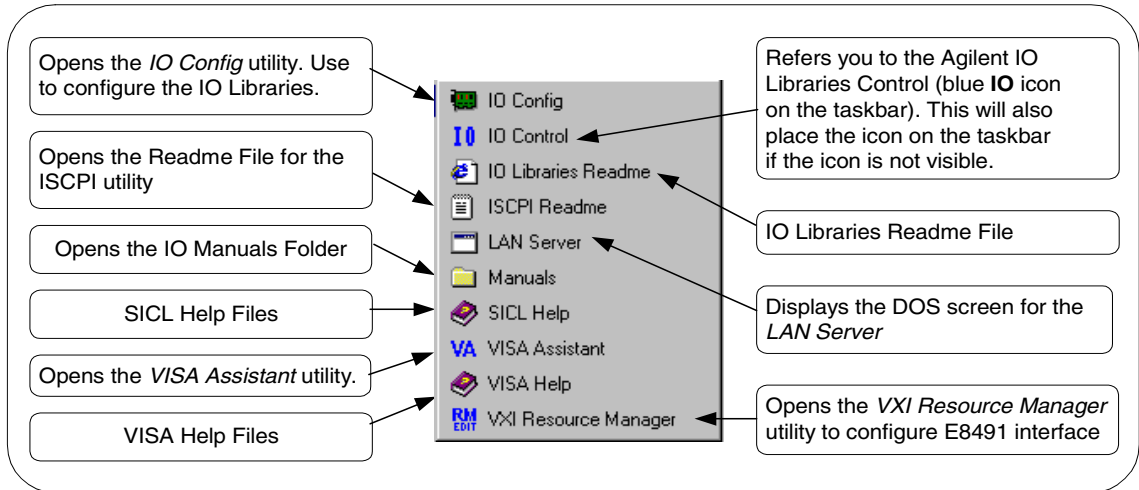 Opens the IO Config utility. Use
to configure the IO Libraries.
Opens the Readme File for the
ISCPI utility
Opens the IO Manuals Folder
SICL Help Files
Opens the VISA Assistant utility.
VISA Help Files
IO Config
IO IO Control
IO Libraries Readme
ISCPI Readme
LAN Server
Manuals
SICL Help
VA VISA Assistant
VISA Help
RM EDIT VXI Resource Manager
Refers you to the Agilent IO
Libraries Control (blue IO icon
on the taskbar). This will also
place the icon on the taskbar
if the icon is not visible.
IO Libraries Readme File
Displays the DOS screen for the
LAN Server
Opens the VXI Resource Manager
utility to configure E8491 interface